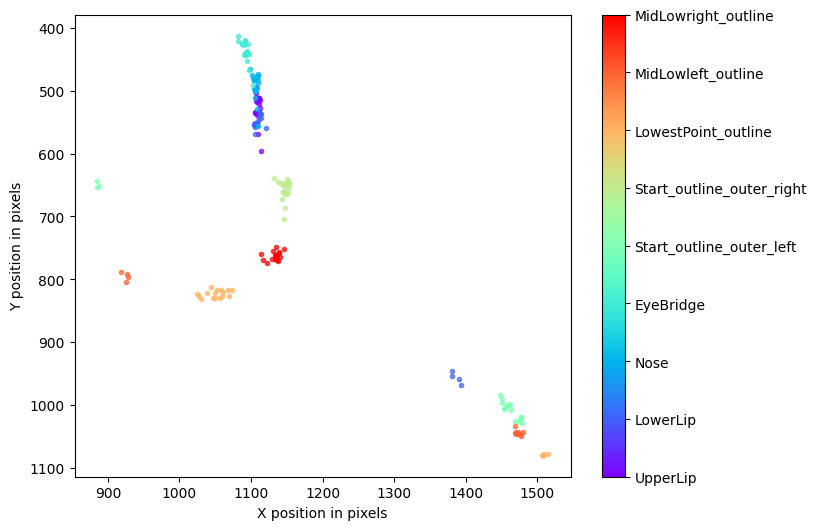 400
500
600
700
800
900
1000
1100
Y position in pixels
900
1000
1100
1200
1300
1400
1500
X position in pixels
MidLowright_outline
MidLowleft_outline
LowestPoint_outline
Start_outline_outer_right
Start_outline_outer_left
EyeBridge
Nose
LowerLip
UpperLip